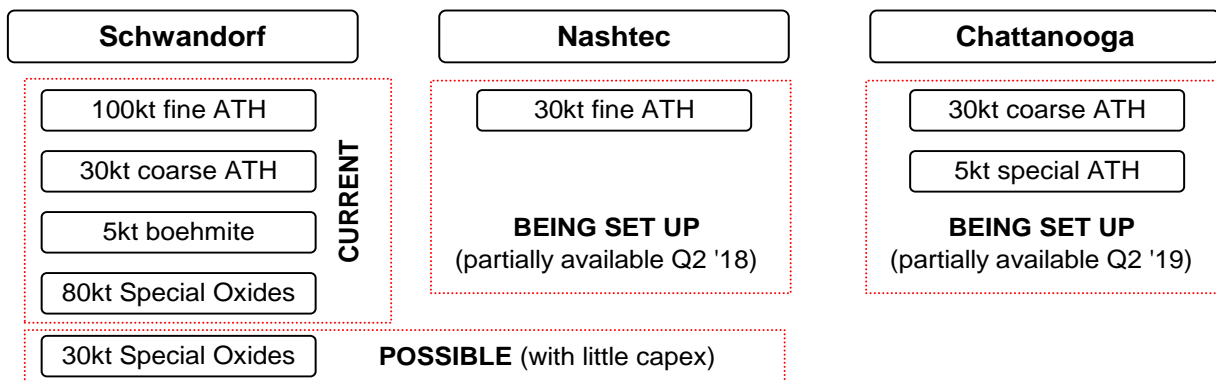 Schwandorf
100kt fine ATH
30kt coarse ATH
5kt boehmite
80kt Special Oxides
CURRENT
30kt Special Oxides
POSSIBLE (with little capex)
Nashtec
30kt fine ATH
BEING SET UP
(partially available Q2 '18)
Chattanooga
30kt coarse ATH
5kt special ATH
BEING SET UP
(partially available Q2 '19)